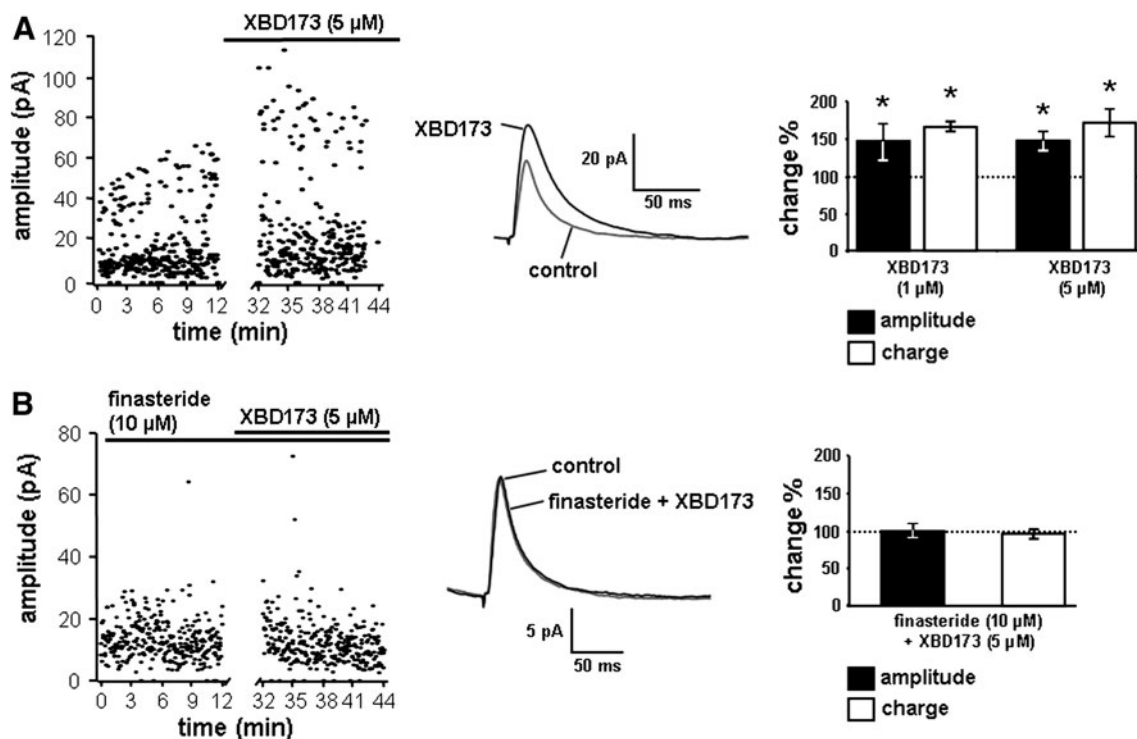 A
XBD173 (5 µM)
120
100
80
60
40
20
0
amplitude (pA)
0 3 6 9 12 32 35 38 41 44
time (min)
XBD173
control
20 pA
50 ms
200
150
100
50
0
change %
* * * *
XBD173 XBD173
(1 µM) (5 µM)
amplitude
charge
B
finasteride
(10 µM)
XBD173 (5 µM)
80
60
40
20
0
amplitude (pA)
0 3 6 9 12 32 35 38 41 44
time (min)
control
finasteride + XBD173
5 pA
50 ms
200
150
100
50
0
change %
finasteride (10 µM)
+ XBD173 (5 µM)
amplitude
charge